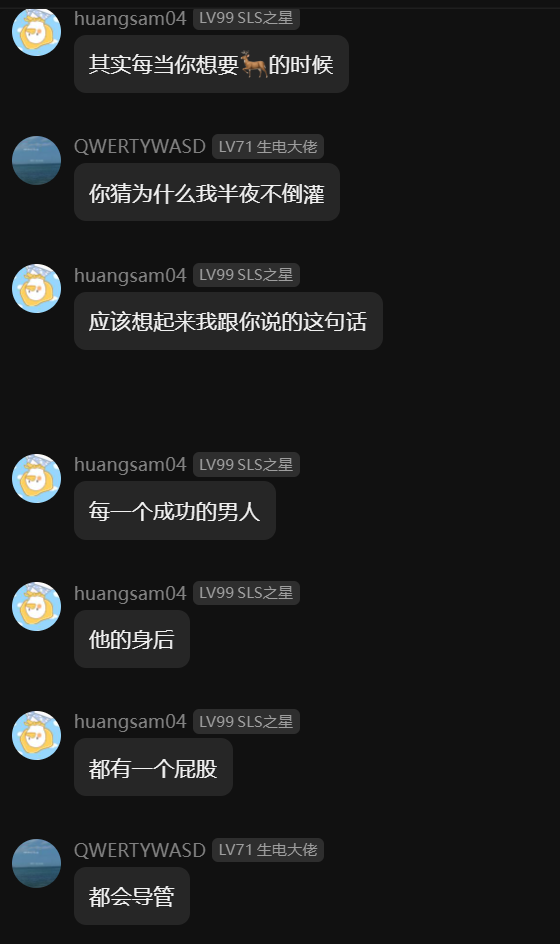 huangsam04 LV99 SLS之星
其实每当你想要🦌的时候
QWERTYWASD LV71 生电大佬
你猜为什么我半夜不倒灌
huangsam04 LV99 SLS之星
应该想起来我跟你说的这句话
huangsam04 LV99 SLS之星
每一个成功的男人
huangsam04 LV99 SLS之星
他的身后
huangsam04 LV99 SLS之星
都有一个屁股
QWERTYWASD LV71 生电大佬
都会导管